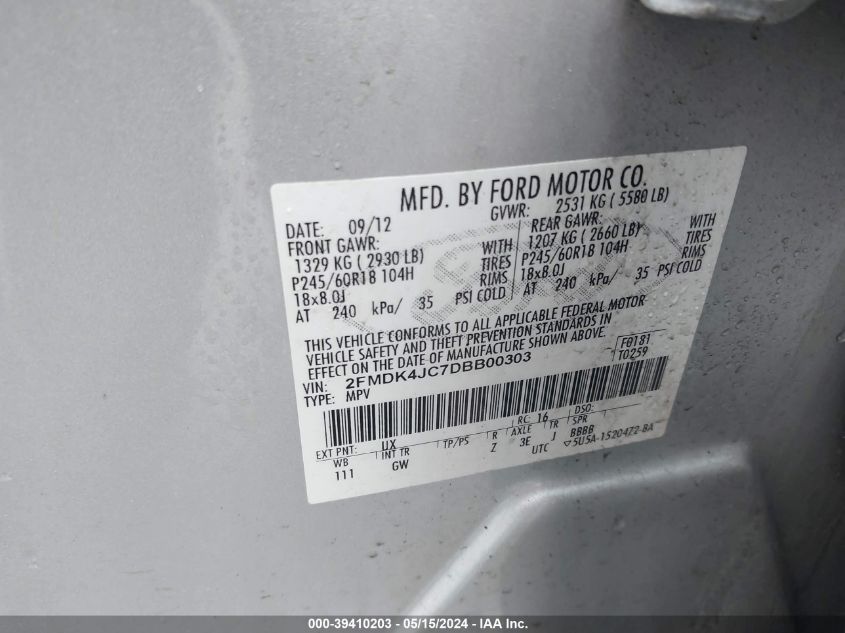 MFD. BY FORD MOTOR CO.
DATE: 09/12 GVWR: 2531 KG ( 5580 LB)
FRONT GAWR: REAR GAWR:
1329 KG ( 2930 LB) WITH 1207 KG ( 2660 LB) WITH
P245/60R18 104H TIRES P245/60R18 104H TIRES
18x8.0J RIMS 18x8.0J RIMS
AT 240 kPa/ 35 PSI COLD AT 240 kPa/ 35 PSI COLD
THIS VEHICLE CONFORMS TO ALL APPLICABLE FEDERAL MOTOR
VEHICLE SAFETY AND THEFT PREVENTION STANDARDS IN
EFFECT ON THE DATE OF MANUFACTURE SHOWN ABOVE.
F0181
T0259
VIN: 2FMDK4JC7DBB00303
TYPE: MPV
RC: 16 DSO:
EXT PNT: UX
WB INT TR TP/PS R AXLE TR SPR
111 GW Z 3E J BBBB
UTC ▽5U5A-1520472-BA
000-39410203 - 05/15/2024 - IAA Inc.